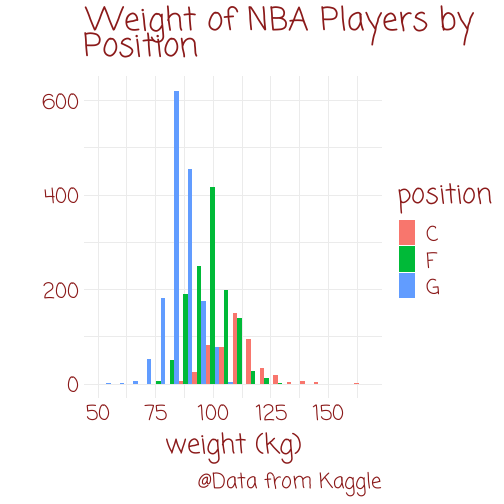 Weight of NBA Players by
Position
600
400
200
0
50 75 100 125 150
weight (kg)
position
C
F
G
@Data from Kaggle